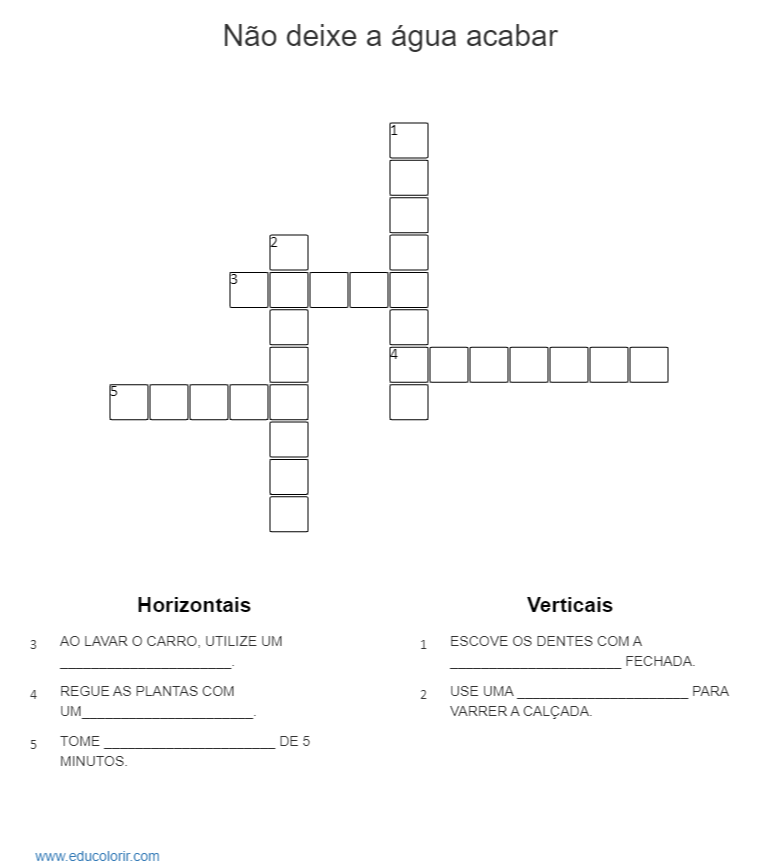 Não deixe a água acabar
1
2
3
4
5
Horizontais
3 AO LAVAR O CARRO, UTILIZE UM
______________________.
4 REGUE AS PLANTAS COM
UM______________________.
5 TOME ______________________ DE 5
MINUTOS.
Verticais
1 ESCOVE OS DENTES COM A
______________________ FECHADA.
2 USE UMA ______________________ PARA
VARRER A CALÇADA.
www.educolorir.com